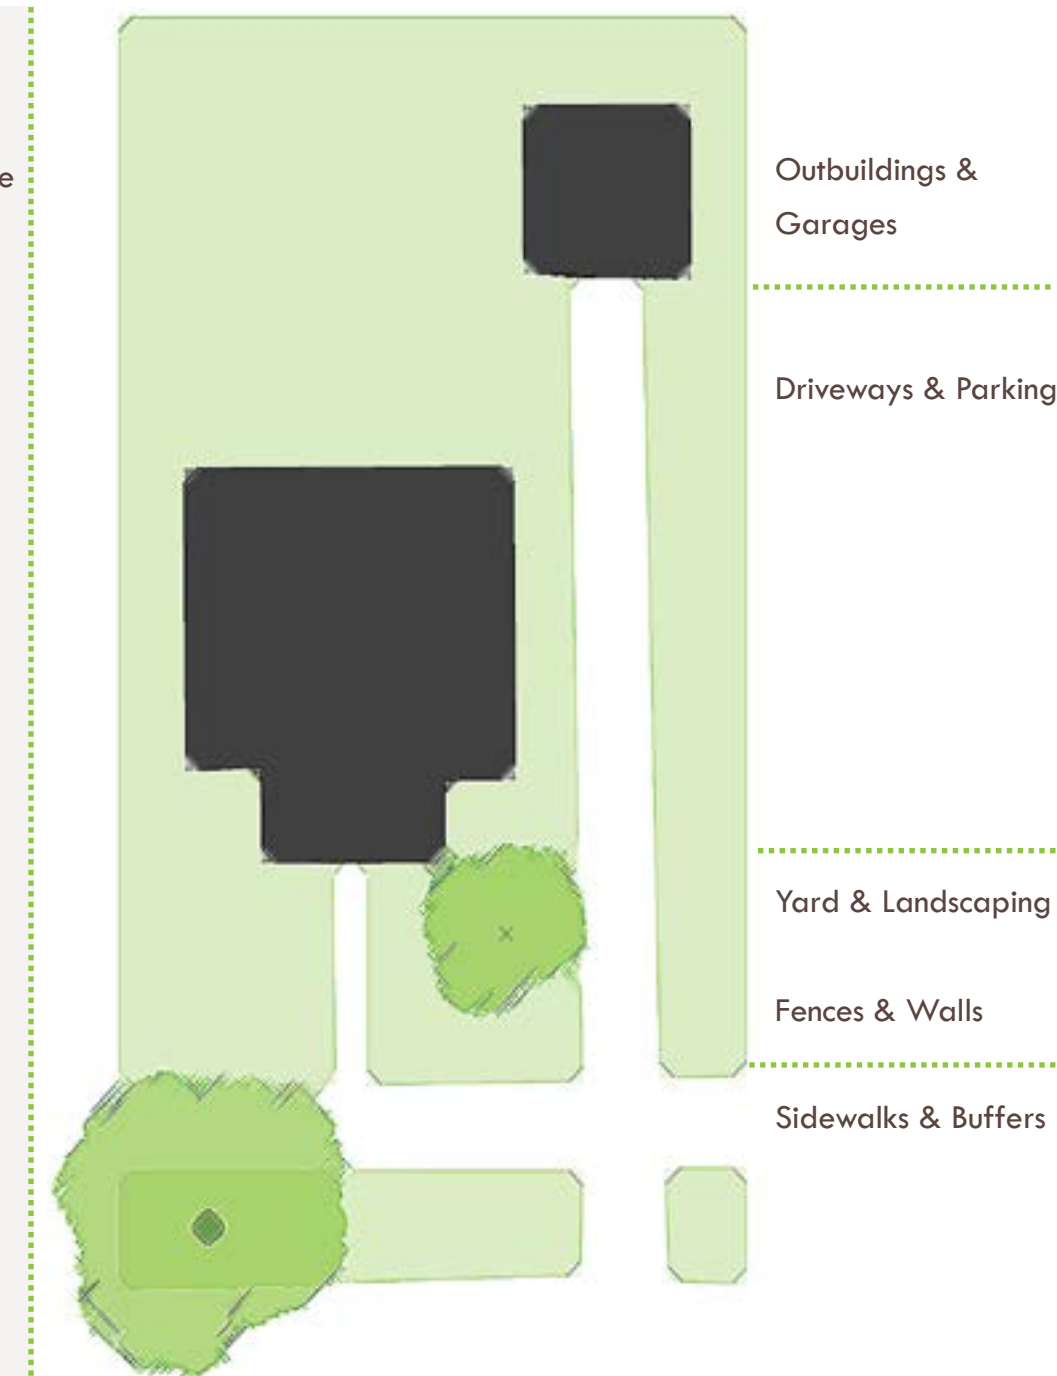 e
Outbuildings &
Garages
Driveways & Parking
Yard & Landscaping
Fences & Walls
Sidewalks & Buffers